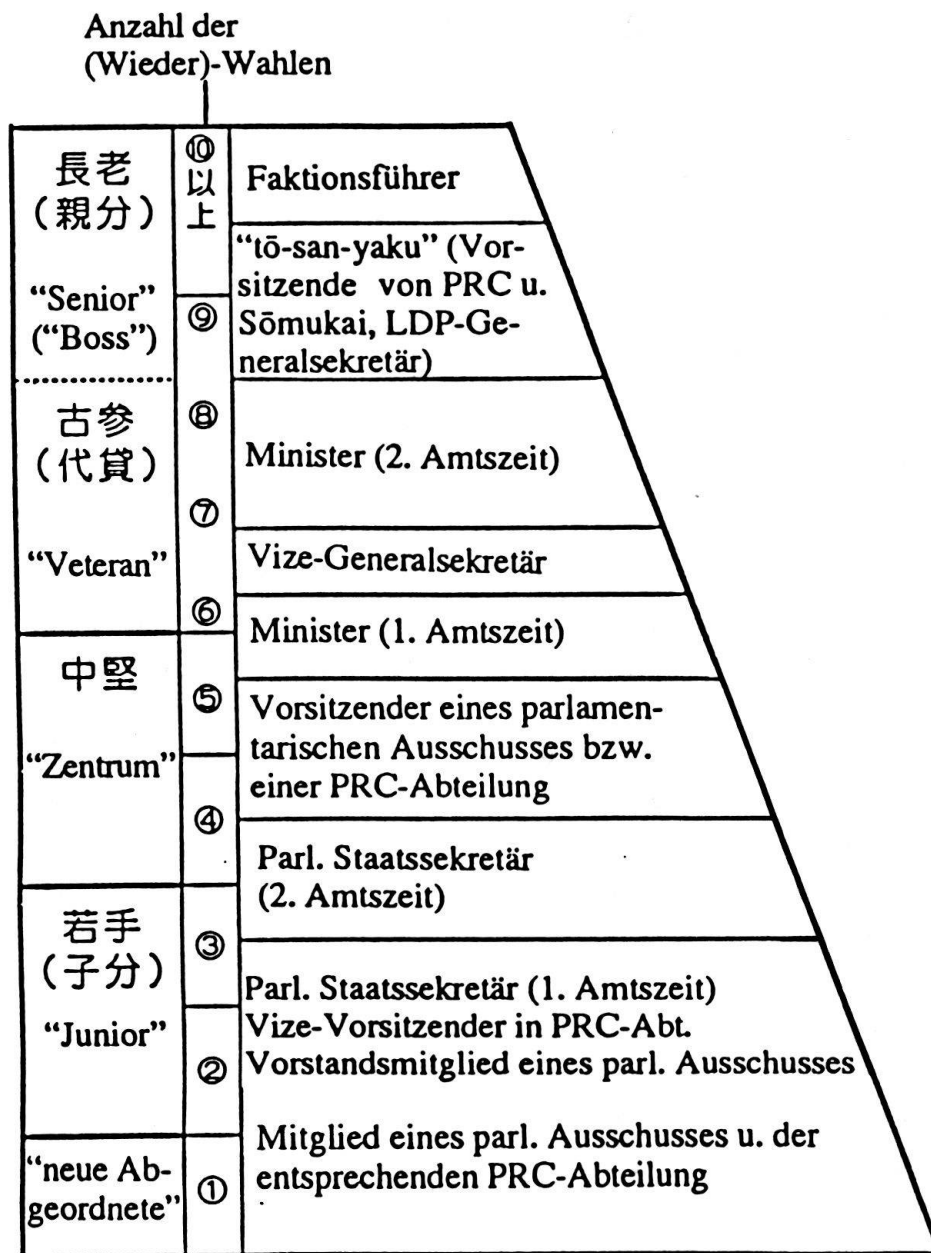 Anzahl der
(Wieder)-Wahlen
長老
(親分)
“Senior”
(“Boss”)
⑩
以
上
Faktionsführer
“tō-san-yaku” (Vor-
sitzende von PRC u.
Sōmukai, LDP-Ge-
neralsekretär)
⑨
古参
(代貸)
“Veteran”
⑧
Minister (2. Amtszeit)
⑦
Vize-Generalsekretär
⑥
Minister (1. Amtszeit)
中堅
“Zentrum”
⑤
Vorsitzender eines parlamen-
tarischen Ausschusses bzw.
einer PRC-Abteilung
④
Parl. Staatssekretär
(2. Amtszeit)
若手
(子分)
“Junior”
③
Parl. Staatssekretär (1. Amtszeit)
Vize-Vorsitzender in PRC-Abt.
②
Vorstandsmitglied eines parl. Ausschusses
“neue Ab-
geordnete”
①
Mitglied eines parl. Ausschusses u. der
entsprechenden PRC-Abteilung